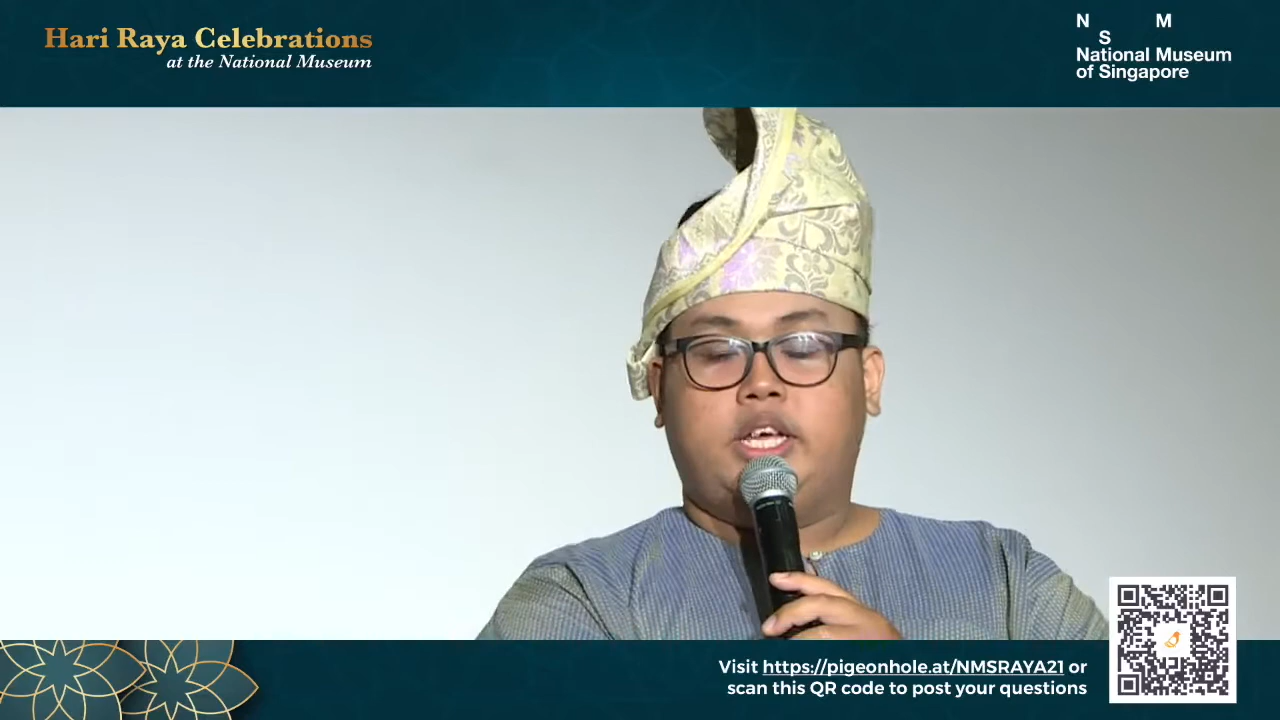 Hari Raya Celebrations
at the National Museum
N M
S
National Museum
of Singapore
Visit https://pigeonhole.at/NMSRAYA21 or
scan this QR code to post your questions